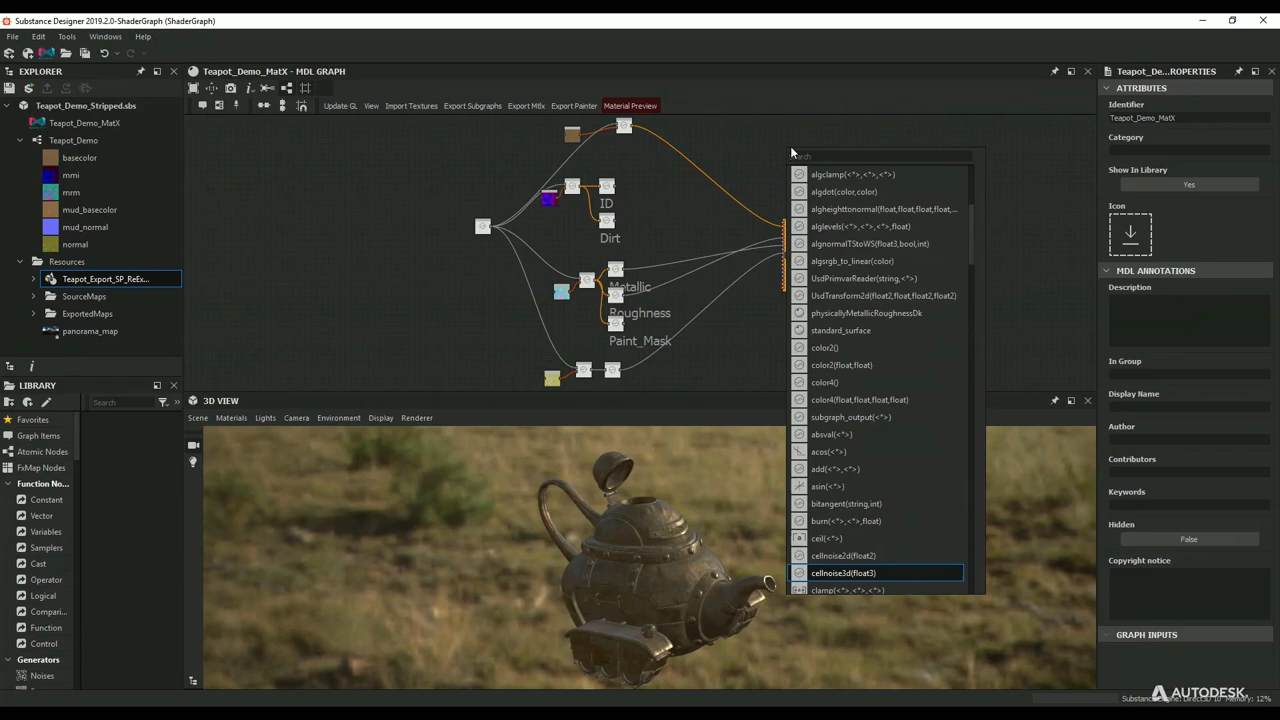 Substance Designer 2019.2.0-ShaderGraph (ShaderGraph)
File Edit Tools Windows Help
EXPLORER
Teapot_Demo_Stripped.sbs
Teapot_Demo_MatX
Teapot_Demo
basecolor
mmi
mrm
mud_basecolor
mud_normal
normal
Resources
Teapot_Export_SP_ReEx...
SourceMaps
ExportedMaps
panorama_map
LIBRARY
Search
Favorites
Graph Items
Atomic Nodes
FxMap Nodes
Function No...
Constant
Vector
Variables
Samplers
Cast
Operator
Logical
Compari...
Function
Control
Generators
Noises
Teapot_Demo_MatX - MDL GRAPH
Update GL View Import Textures Export Subgraphs Export Mtlx Export Painter Material Preview
ID
Dirt
Metallic
Roughness
Paint_Mask
Search
algclamp(<*>,<*>,<*>)
algdot(color,color)
algheighttonormal(float,float,float,float,...
alglevels(<*>,<*>,<*>,float)
algnormalTStoWS(float3,bool,int)
algsrgb_to_linear(color)
UsdPrimvarReader(string,<*>)
UsdTransform2d(float2,float,float2,float2)
physicallyMetallicRoughnessDk
standard_surface
color2()
color2(float,float)
color4()
color4(float,float,float,float)
subgraph_output(<*>)
absval(<*>)
acos(<*>)
add(<*>,<*>)
asin(<*>)
bitangent(string,int)
burn(<*>,<*>,float)
ceil(<*>)
cellnoise2d(float2)
cellnoise3d(float3)
clamp(<*>,<*>,<*>)
3D VIEW
Scene Materials Lights Camera Environment Display Renderer
Teapot_De...ROPERTIES
ATTRIBUTES
Identifier
Teapot_Demo_MatX
Category
Show In Library
Yes
Icon
MDL ANNOTATIONS
Description
In Group
Display Name
Author
Contributors
Keywords
Hidden
False
Copyright notice
GRAPH INPUTS
Memory: 12%
AUTODESK